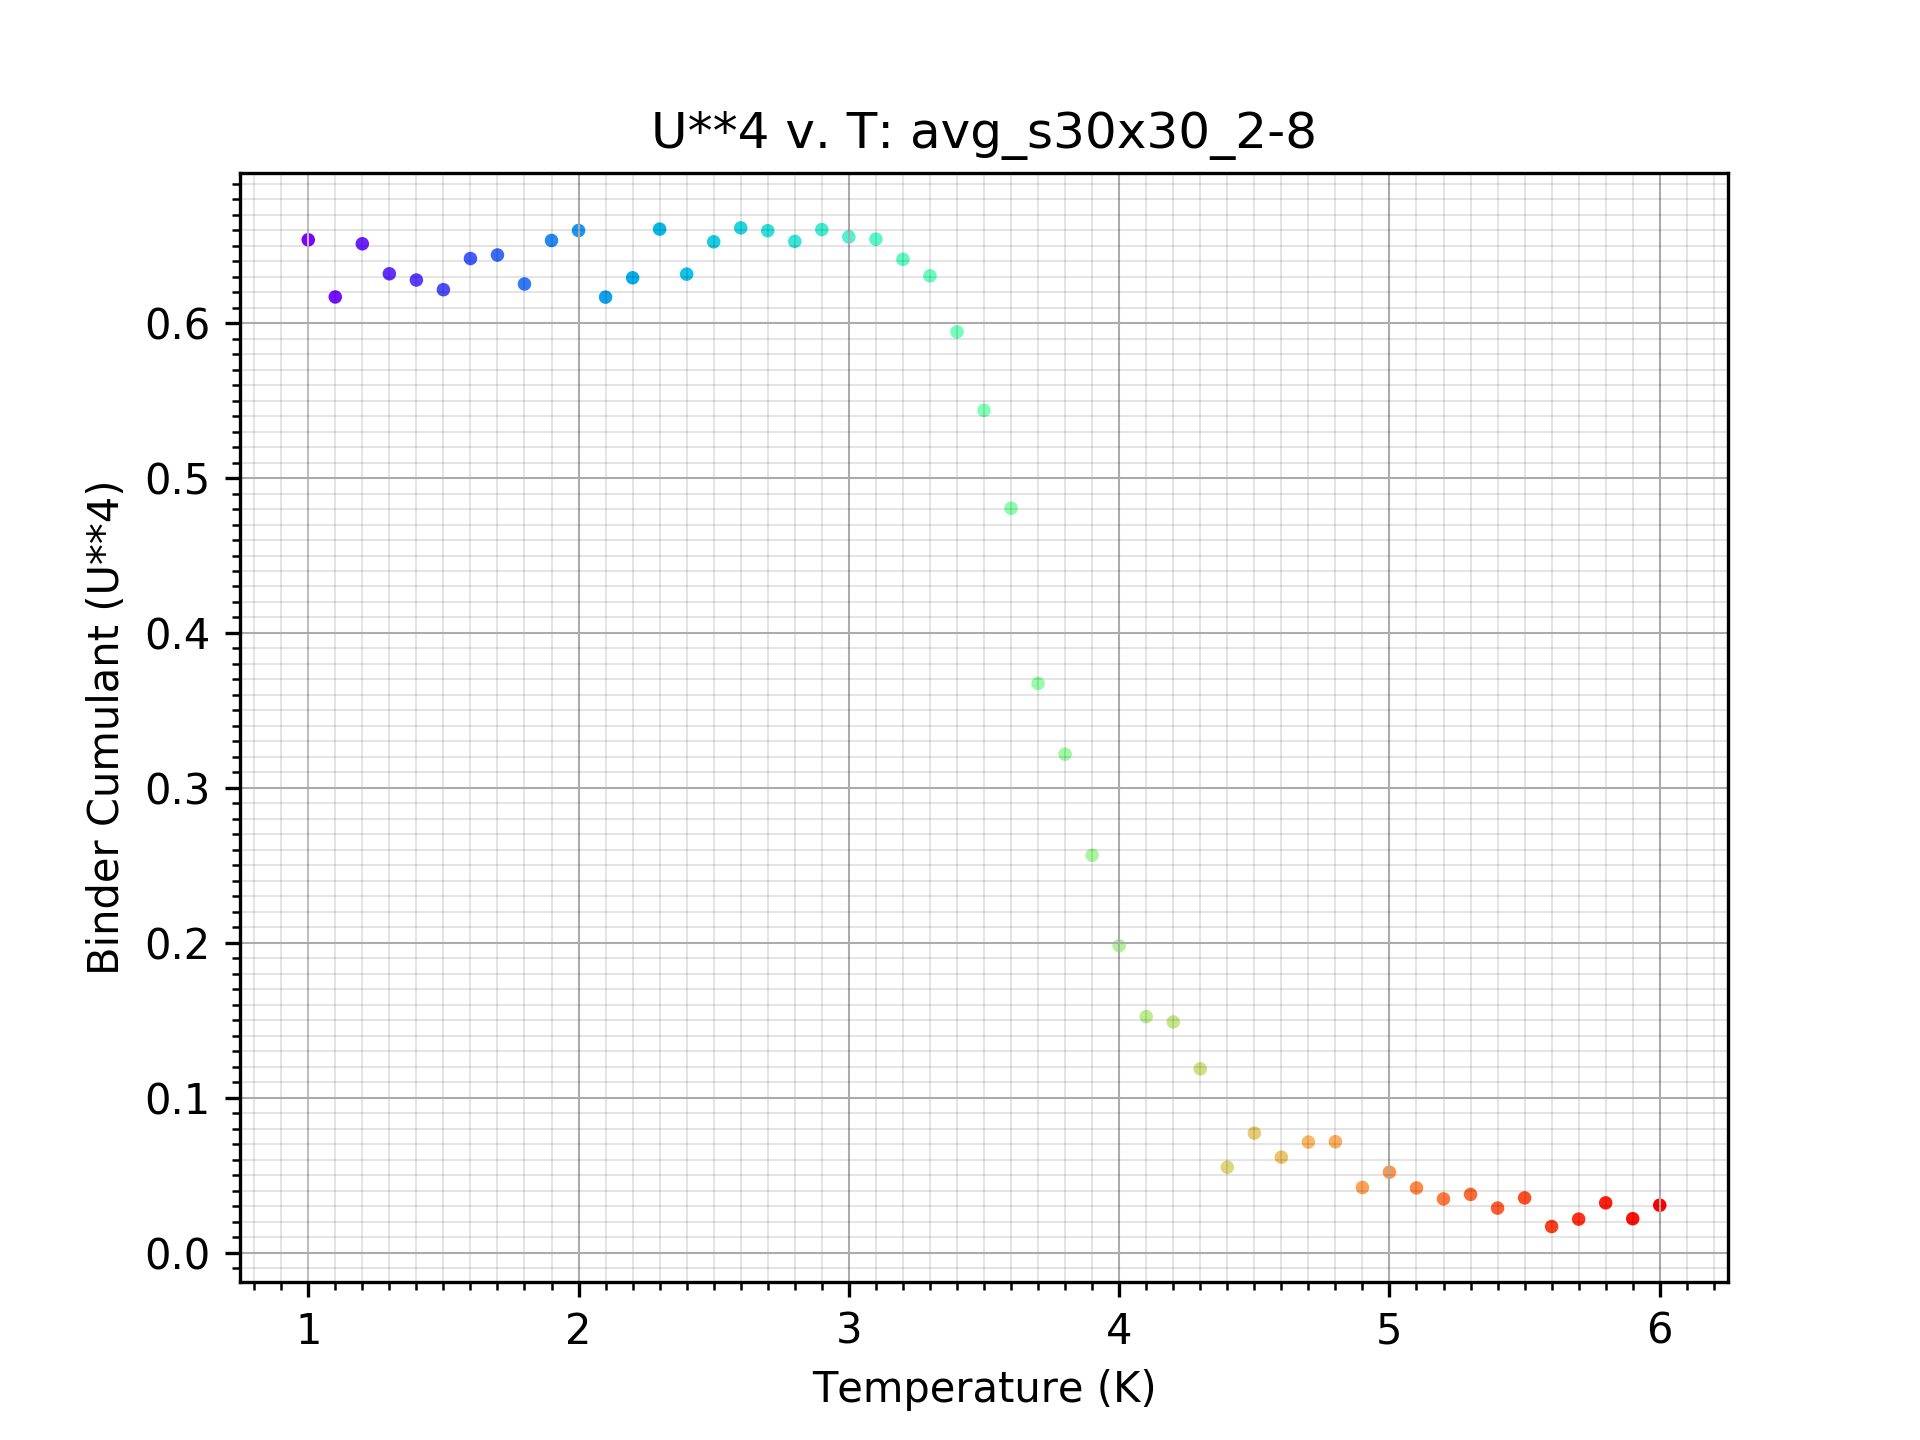 U**4 v. T: avg_s30x30_2-8
Binder Cumulant (U**4)
0.6
0.5
0.4
0.3
0.2
0.1
0.0
1 2 3 4 5 6
Temperature (K)